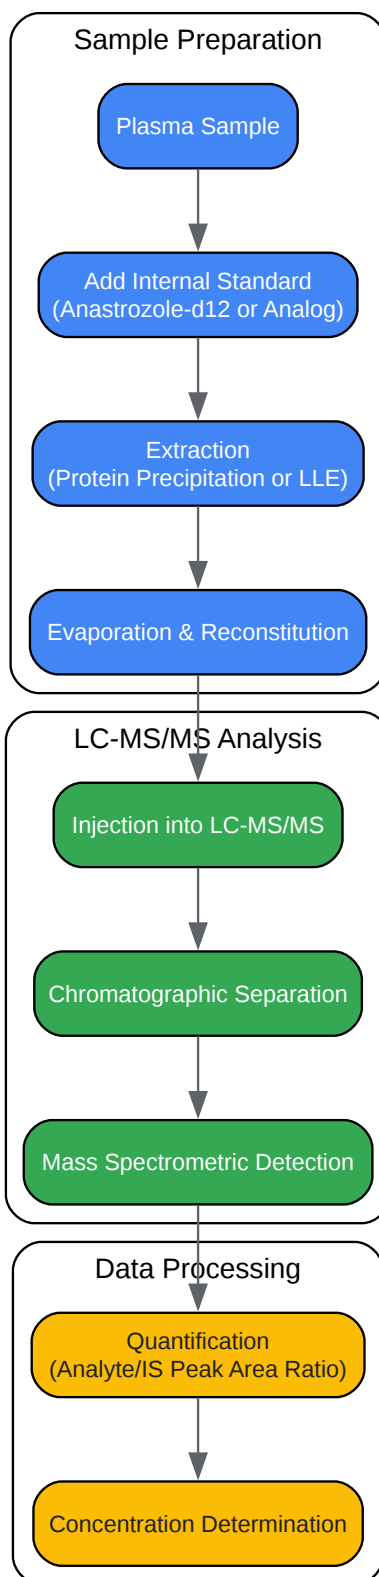 Sample Preparation
Plasma Sample
Add Internal Standard
(Anastrozole-d12 or Analog)
Extraction
(Protein Precipitation or LLE)
Evaporation & Reconstitution
LC-MS/MS Analysis
Injection into LC-MS/MS
Chromatographic Separation
Mass Spectrometric Detection
Data Processing
Quantification
(Analyte/IS Peak Area Ratio)
Concentration Determination